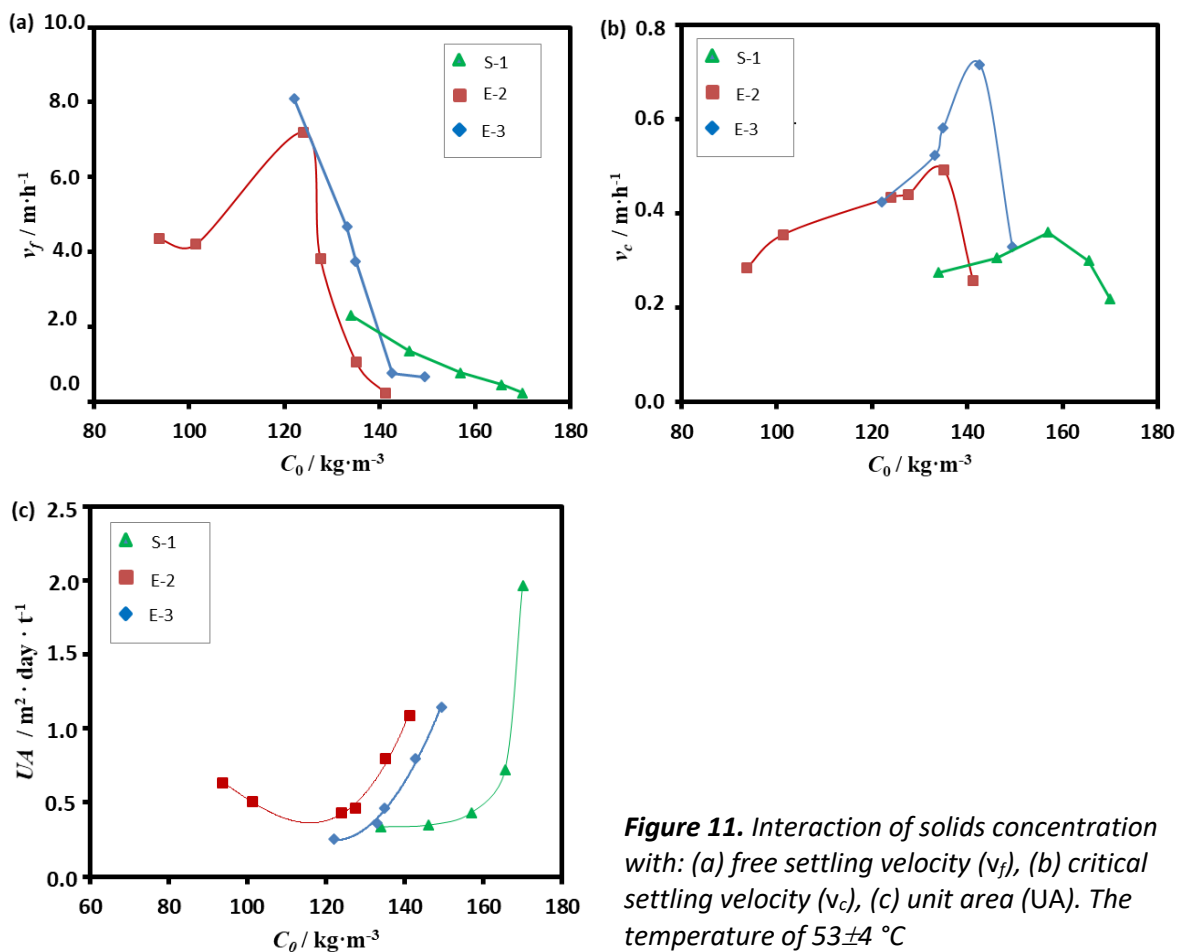 (a)
10.0
8.0
6.0
4.0
2.0
0.0
v_f / m·h⁻¹
S-1
E-2
E-3
80 100 120 140 160 180
C₀ / kg·m⁻³
(b)
0.8
0.6
0.4
0.2
0.0
v_c / m·h⁻¹
S-1
E-2
E-3
80 100 120 140 160 180
C₀ / kg·m⁻³
(c)
2.5
2.0
1.5
1.0
0.5
0.0
UA / m² · day · t⁻¹
S-1
E-2
E-3
60 80 100 120 140 160 180
C₀ / kg·m⁻³
Figure 11. Interaction of solids concentration
with: (a) free settling velocity (v_f), (b) critical
settling velocity (v_c), (c) unit area (UA). The
temperature of 53±4 °C